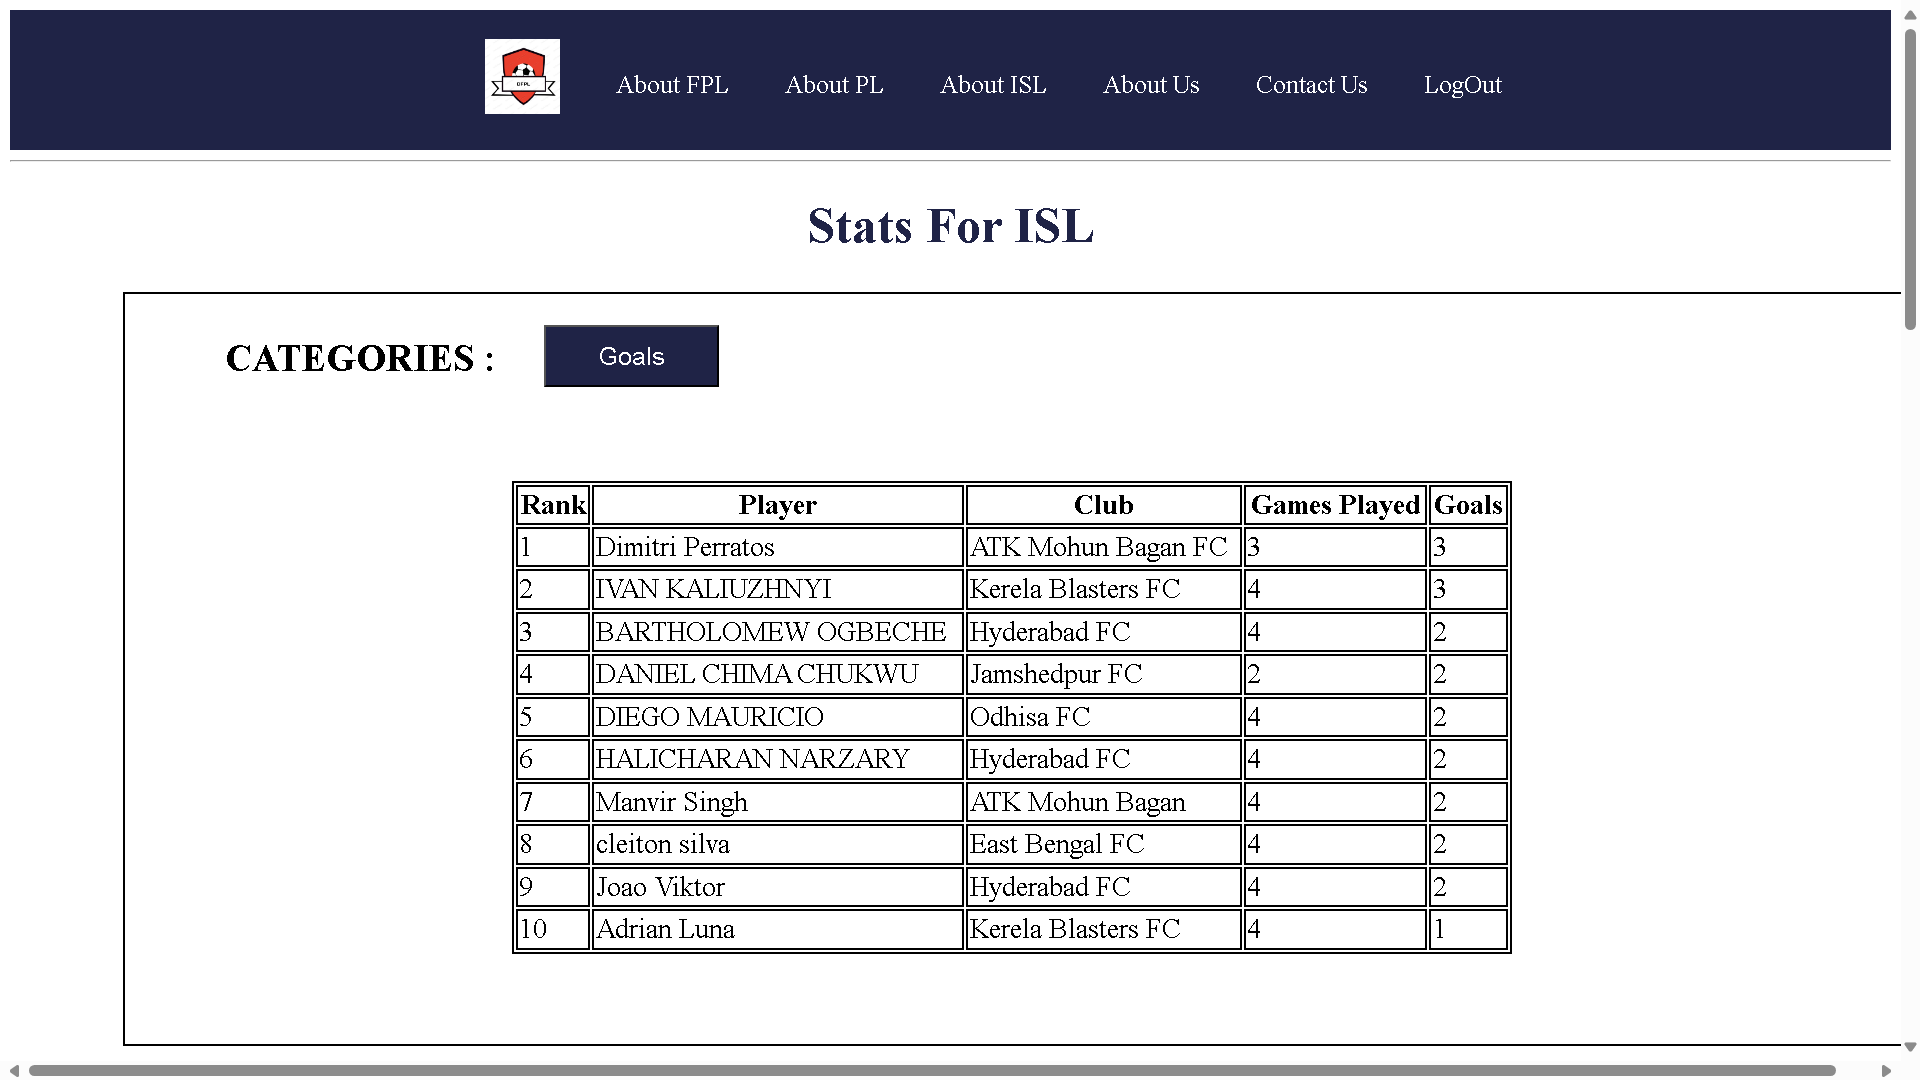 DFPL
About FPL About PL About ISL About Us Contact Us LogOut
Stats For ISL
CATEGORIES : Goals
Rank Player Club Games Played Goals
1 Dimitri Perratos ATK Mohun Bagan FC 3 3
2 IVAN KALIUZHNYI Kerela Blasters FC 4 3
3 BARTHOLOMEW OGBECHE Hyderabad FC 4 2
4 DANIEL CHIMA CHUKWU Jamshedpur FC 2 2
5 DIEGO MAURICIO Odhisa FC 4 2
6 HALICHARAN NARZARY Hyderabad FC 4 2
7 Manvir Singh ATK Mohun Bagan 4 2
8 cleiton silva East Bengal FC 4 2
9 Joao Viktor Hyderabad FC 4 2
10 Adrian Luna Kerela Blasters FC 4 1